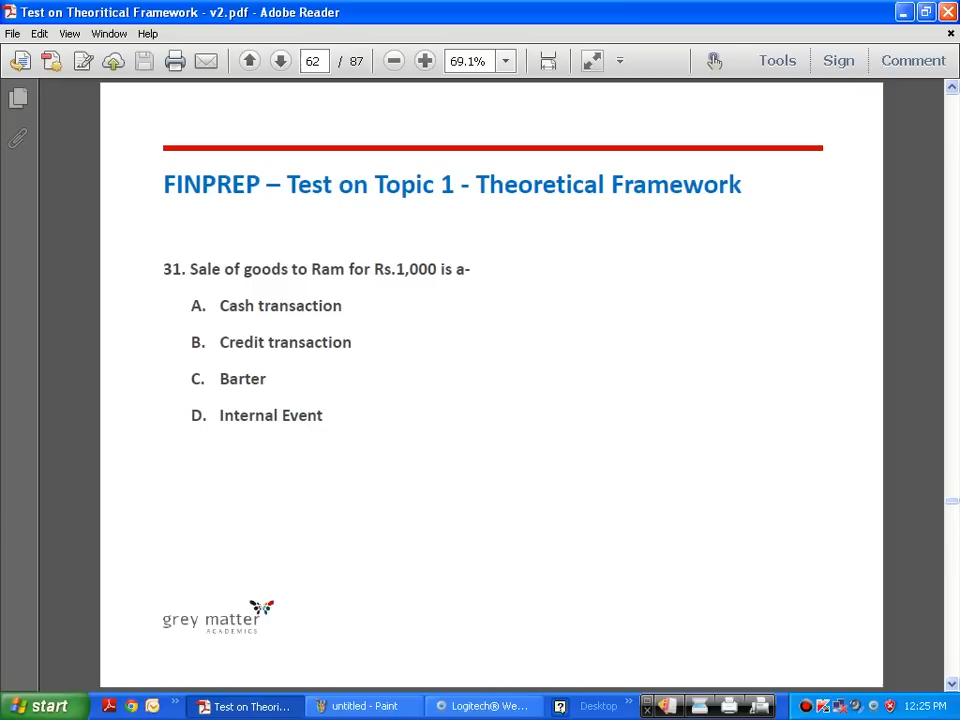 Test on Theoritical Framework - v2.pdf - Adobe Reader
File Edit View Window Help
62 / 87 69.1% Tools Sign Comment
FINPREP – Test on Topic 1 - Theoretical Framework
31. Sale of goods to Ram for Rs.1,000 is a-
A. Cash transaction
B. Credit transaction
C. Barter
D. Internal Event
grey matter
ACADEMICS
start Test on Theori... untitled - Paint Logitech® We... Desktop 12:25 PM